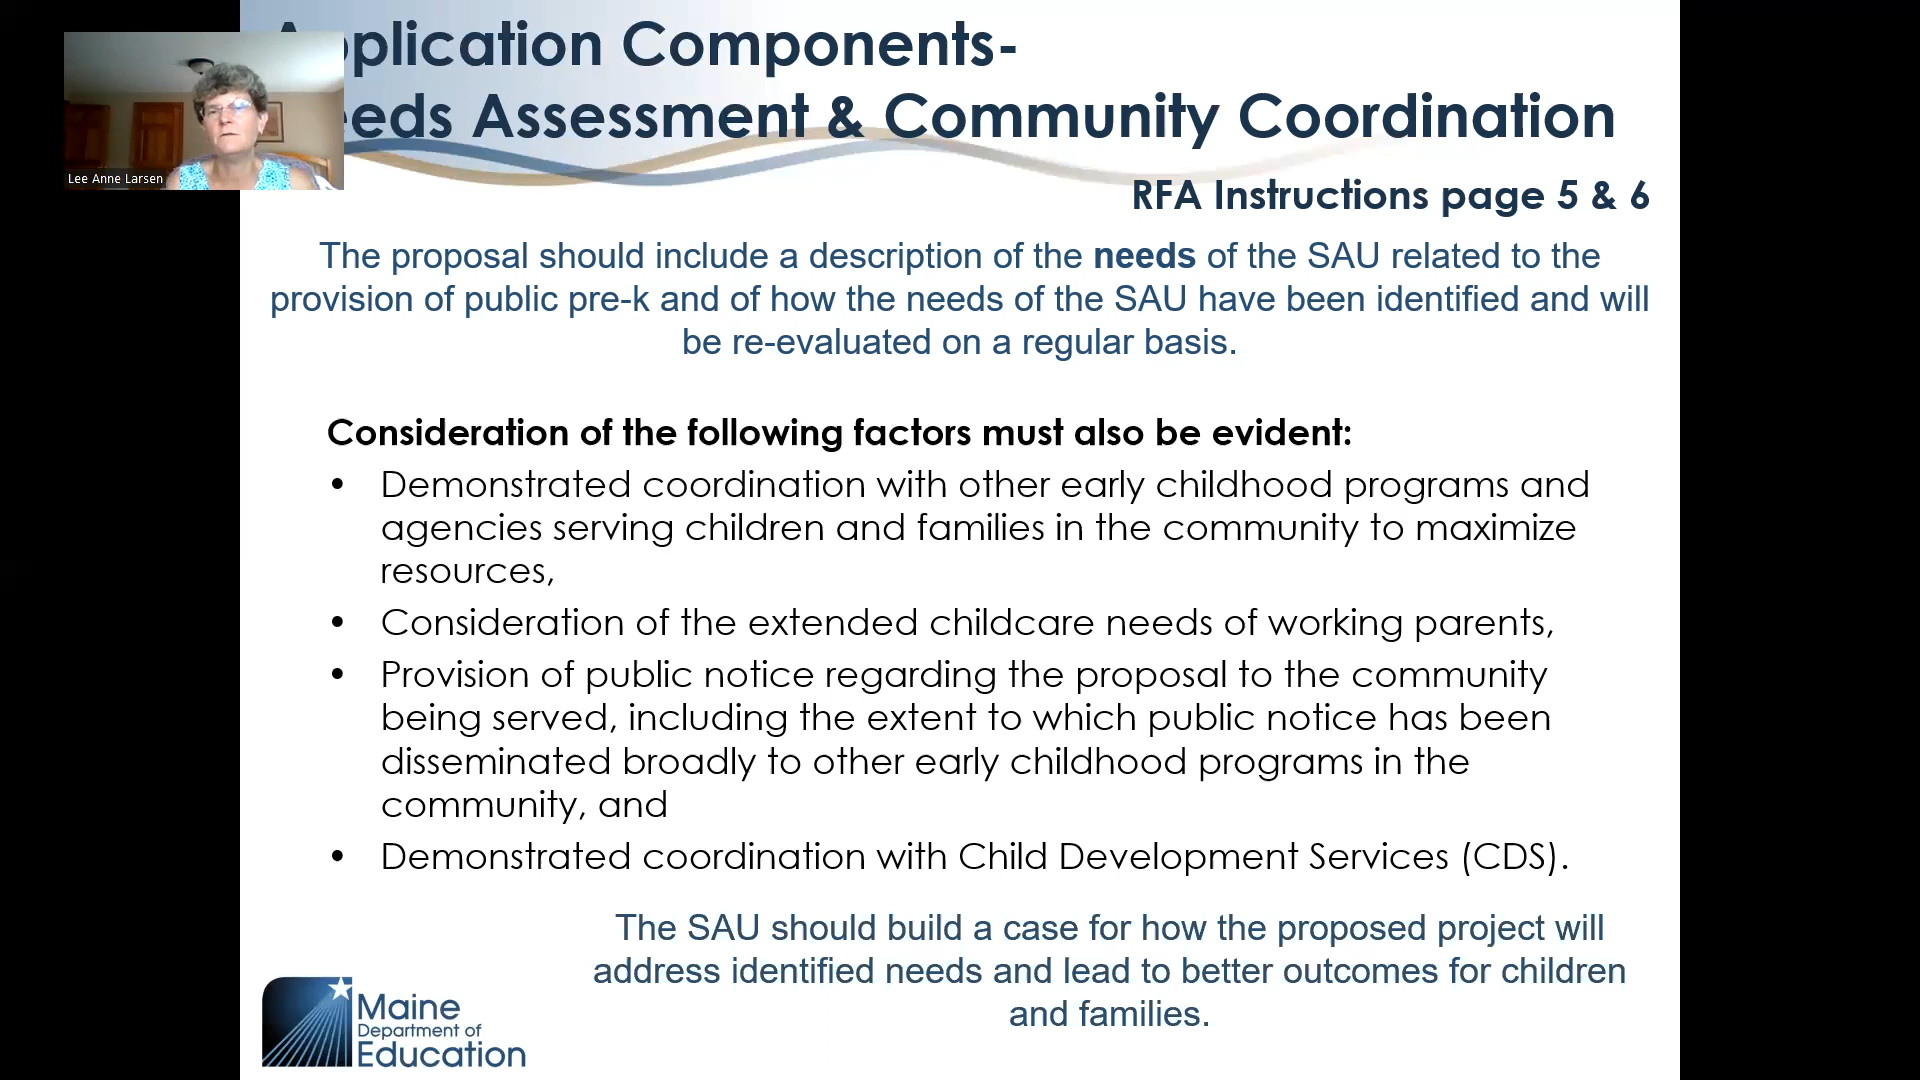 Application Components-
Needs Assessment & Community Coordination
Lee Anne Larsen
RFA Instructions page 5 & 6
The proposal should include a description of the needs of the SAU related to the
provision of public pre-k and of how the needs of the SAU have been identified and will
be re-evaluated on a regular basis.
Consideration of the following factors must also be evident:
• Demonstrated coordination with other early childhood programs and
agencies serving children and families in the community to maximize
resources,
• Consideration of the extended childcare needs of working parents,
• Provision of public notice regarding the proposal to the community
being served, including the extent to which public notice has been
disseminated broadly to other early childhood programs in the
community, and
• Demonstrated coordination with Child Development Services (CDS).
The SAU should build a case for how the proposed project will
address identified needs and lead to better outcomes for children
and families.
Maine
Department of
Education